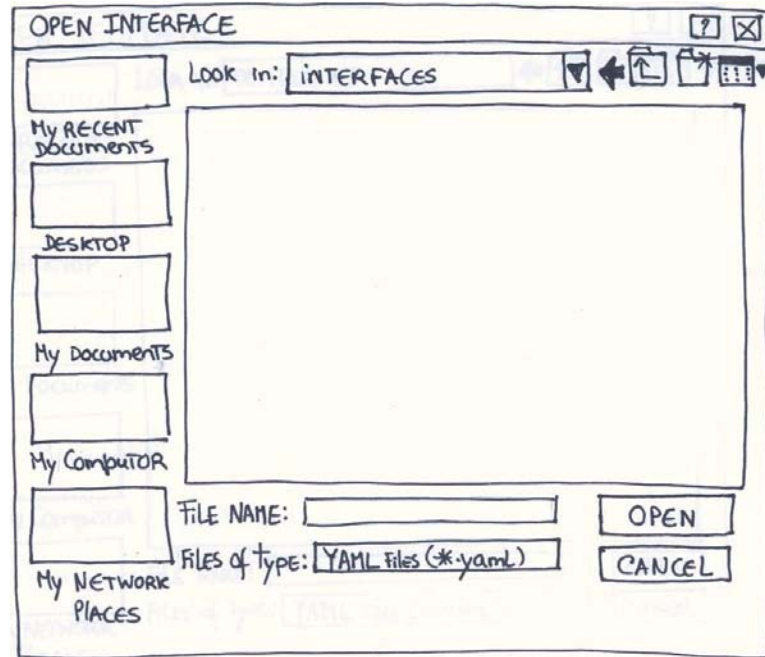 OPEN INTERFACE ?
Look in: iNTERFACES
My RECENT
Documents
DESKTOP
My Documents
My ComputOR
My NETWORK
PLACES
FiLE NAME:
OPEN
FiLES of type: YAML Files (*.yaml)
CANCEL